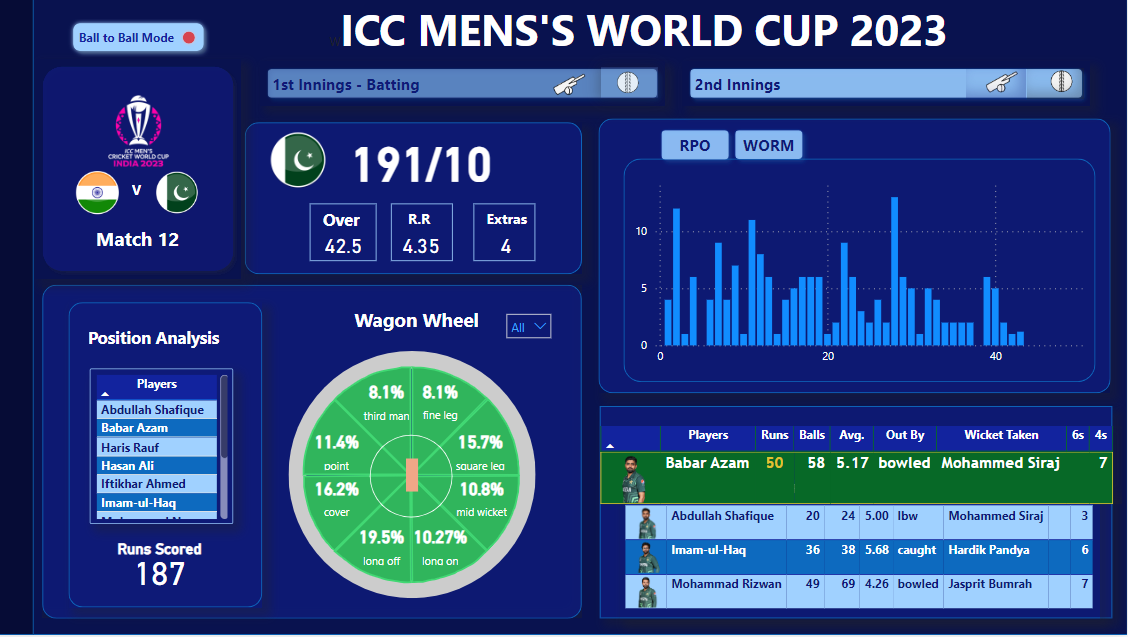 ICC MENS'S WORLD CUP 2023
Ball to Ball Mode
1st Innings - Batting
2nd Innings
ICC MEN'S
CRICKET WORLD CUP
INDIA 2023
V
Match 12
191/10
Over
42.5
R.R
4.35
Extras
4
RPO
WORM
10
5
0
0
20
40
Position Analysis
Players
Abdullah Shafique
Babar Azam
Haris Rauf
Hasan Ali
Iftikhar Ahmed
Imam-ul-Haq
Runs Scored
187
Wagon Wheel
All
8.1%
third man
8.1%
fine leg
11.4%
point
15.7%
square leg
16.2%
cover
10.8%
mid wicket
19.5%
long off
10.27%
long on
Players Runs Balls Avg. Out By Wicket Taken 6s 4s
Babar Azam 50 58 5.17 bowled Mohammed Siraj 7
Abdullah Shafique 20 24 5.00 lbw Mohammed Siraj 3
Imam-ul-Haq 36 38 5.68 caught Hardik Pandya 6
Mohammad Rizwan 49 69 4.26 bowled Jasprit Bumrah 7